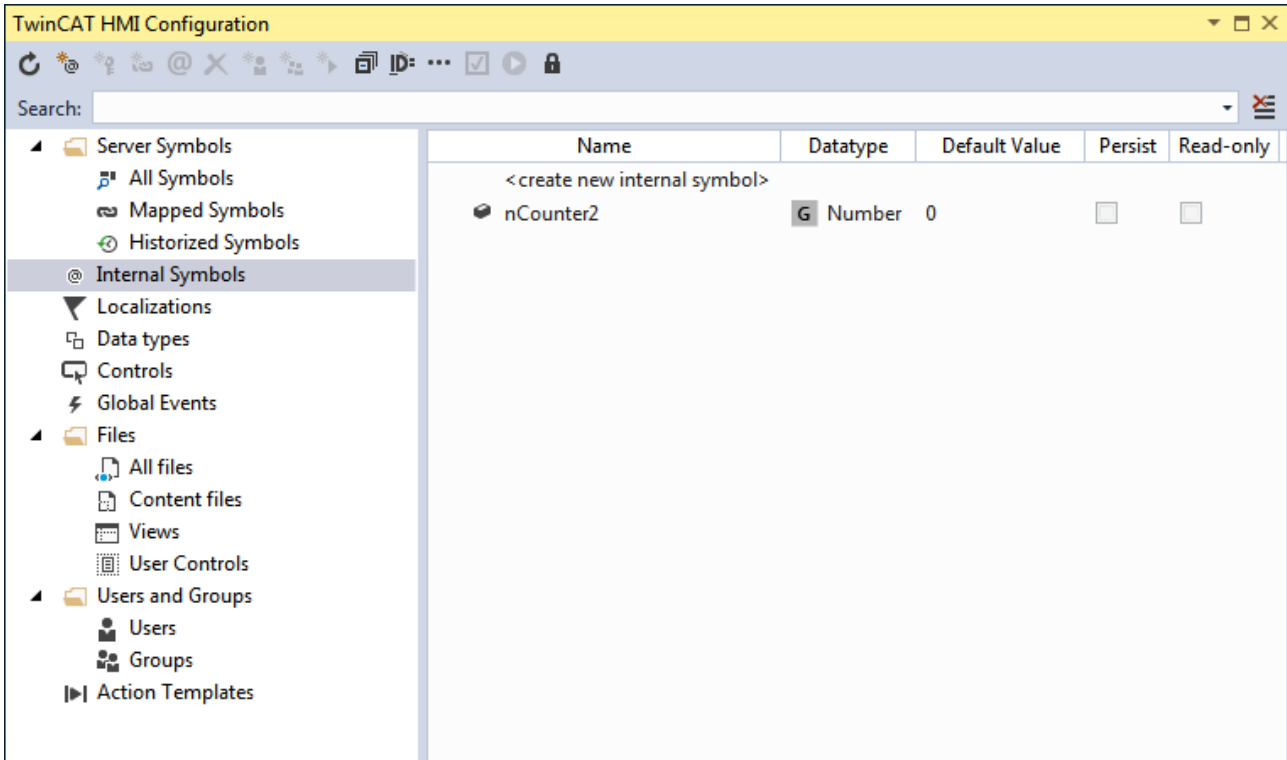 TwinCAT HMI Configuration
ID:
Search:
Server Symbols
All Symbols
Mapped Symbols
Historized Symbols
@ Internal Symbols
Localizations
Data types
Controls
Global Events
Files
All files
Content files
Views
User Controls
Users and Groups
Users
Groups
Action Templates
Name Datatype Default Value Persist Read-only
<create new internal symbol>
nCounter2 G Number 0